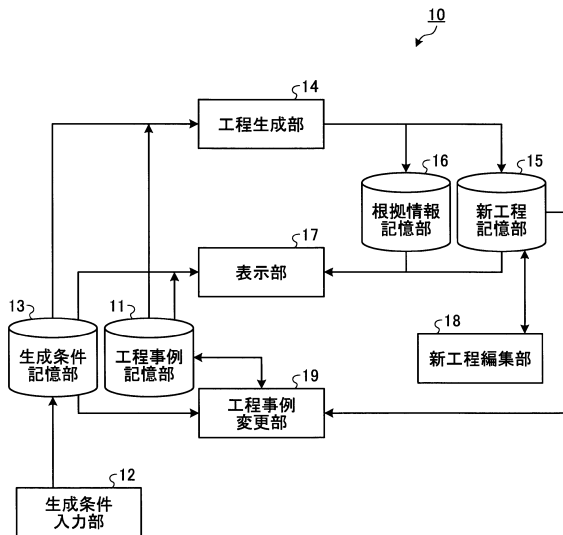 10
14
工程生成部
16
15
根拠情報
記憶部
新工程
記憶部
17
表示部
13
11
生成条件
記憶部
工程事例
記憶部
18
新工程編集部
19
工程事例
変更部
12
生成条件
入力部